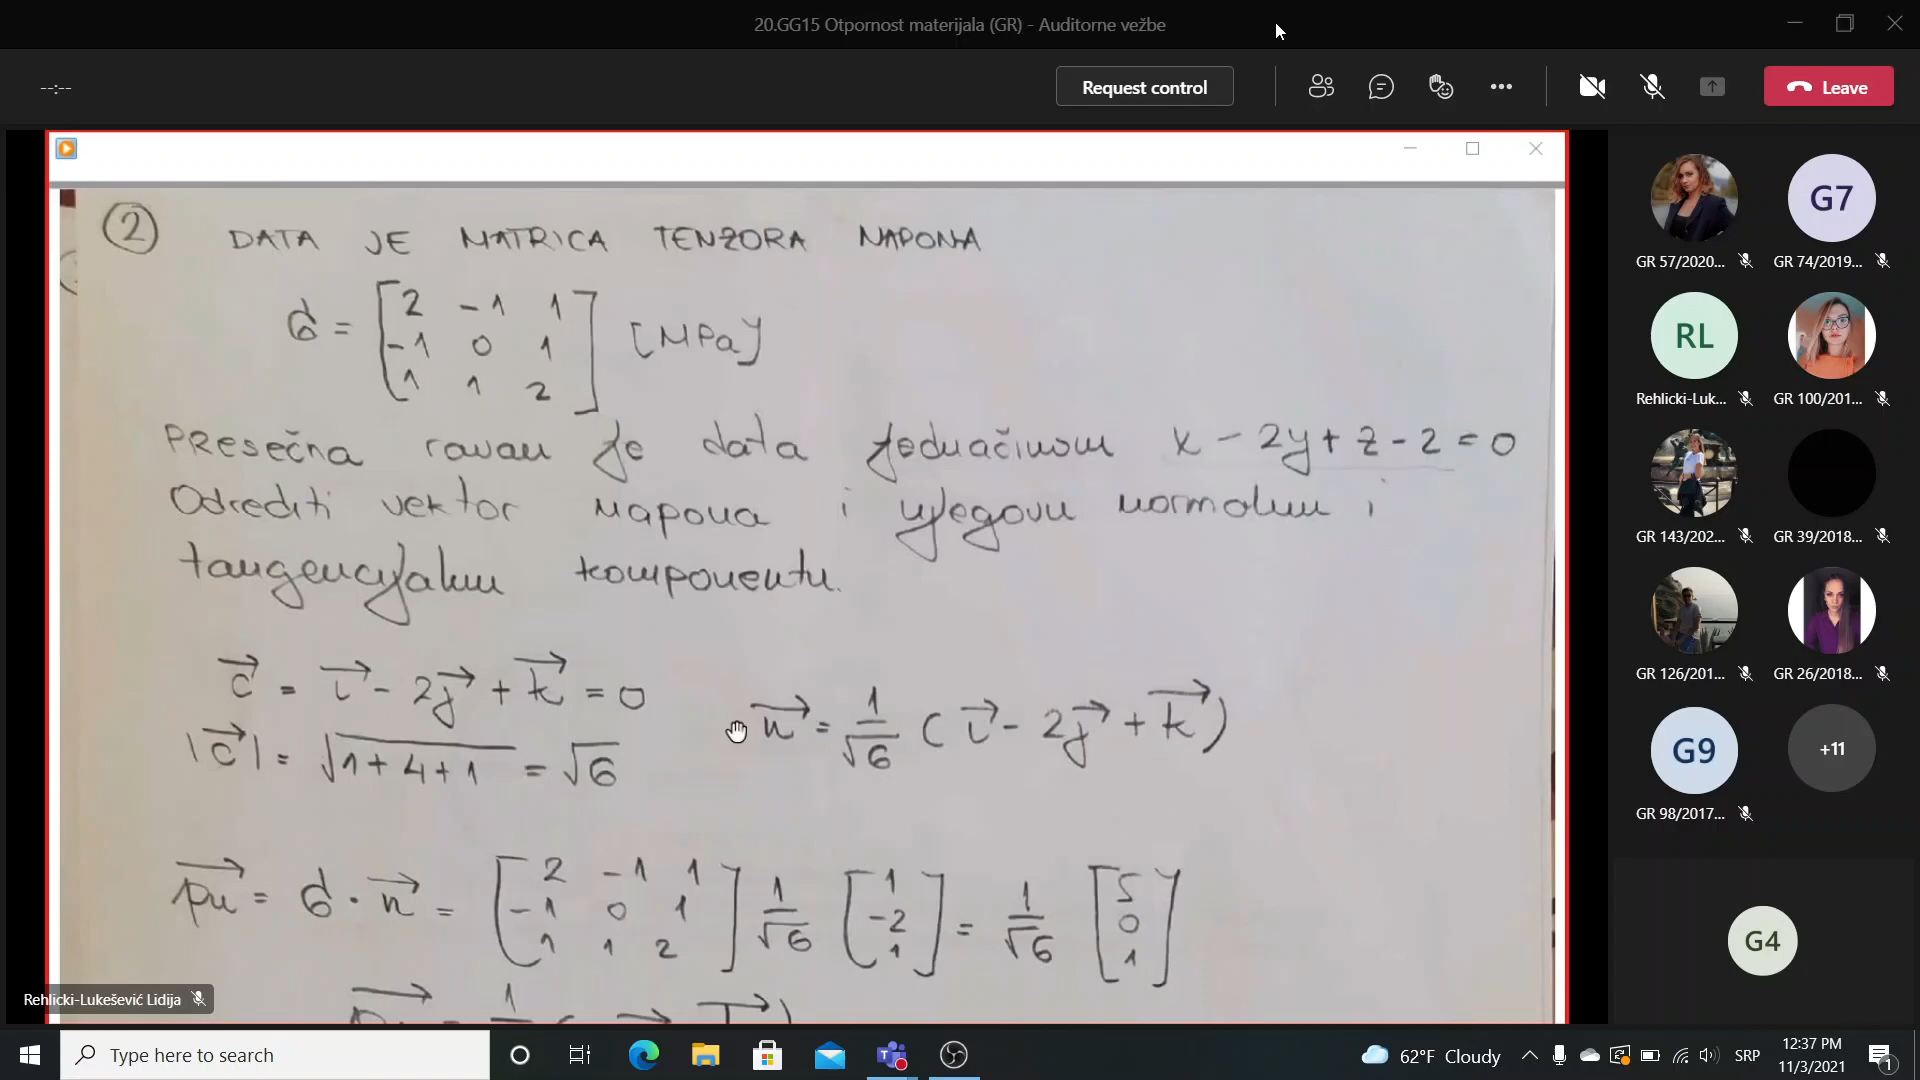 20.GG15 Otpornost materijala (GR) - Auditorne vežbe
--:--
Request control
Leave
② DATA JE MATRICA TENZORA NAPONA
σ = [2 -1 1
-1 0 1
1 1 2] [MPa]
PRESEČNA ravan je data jednačinom x - 2y + z - 2 = 0
Odrediti vektor napona i njegovu normalnu i
tangencijalnu komponentu.
c⃗ = i⃗ - 2j⃗ + k⃗ = 0
|c⃗| = √1+4+1 = √6
n⃗ = 1/√6 (i⃗ - 2j⃗ + k⃗)
pn⃗ = σ · n⃗ = [2 -1 1
-1 0 1
1 1 2] 1/√6 [1
-2
1] = 1/√6 [5
0
1]
Rehlicki-Lukešević Lidija
G7
GR 57/2020...
GR 74/2019...
RL
Rehlicki-Luk...
GR 100/201...
GR 143/202...
GR 39/2018...
GR 126/201...
GR 26/2018...
G9
+11
GR 98/2017...
G4
Type here to search
62°F Cloudy
SRP
12:37 PM
11/3/2021
1